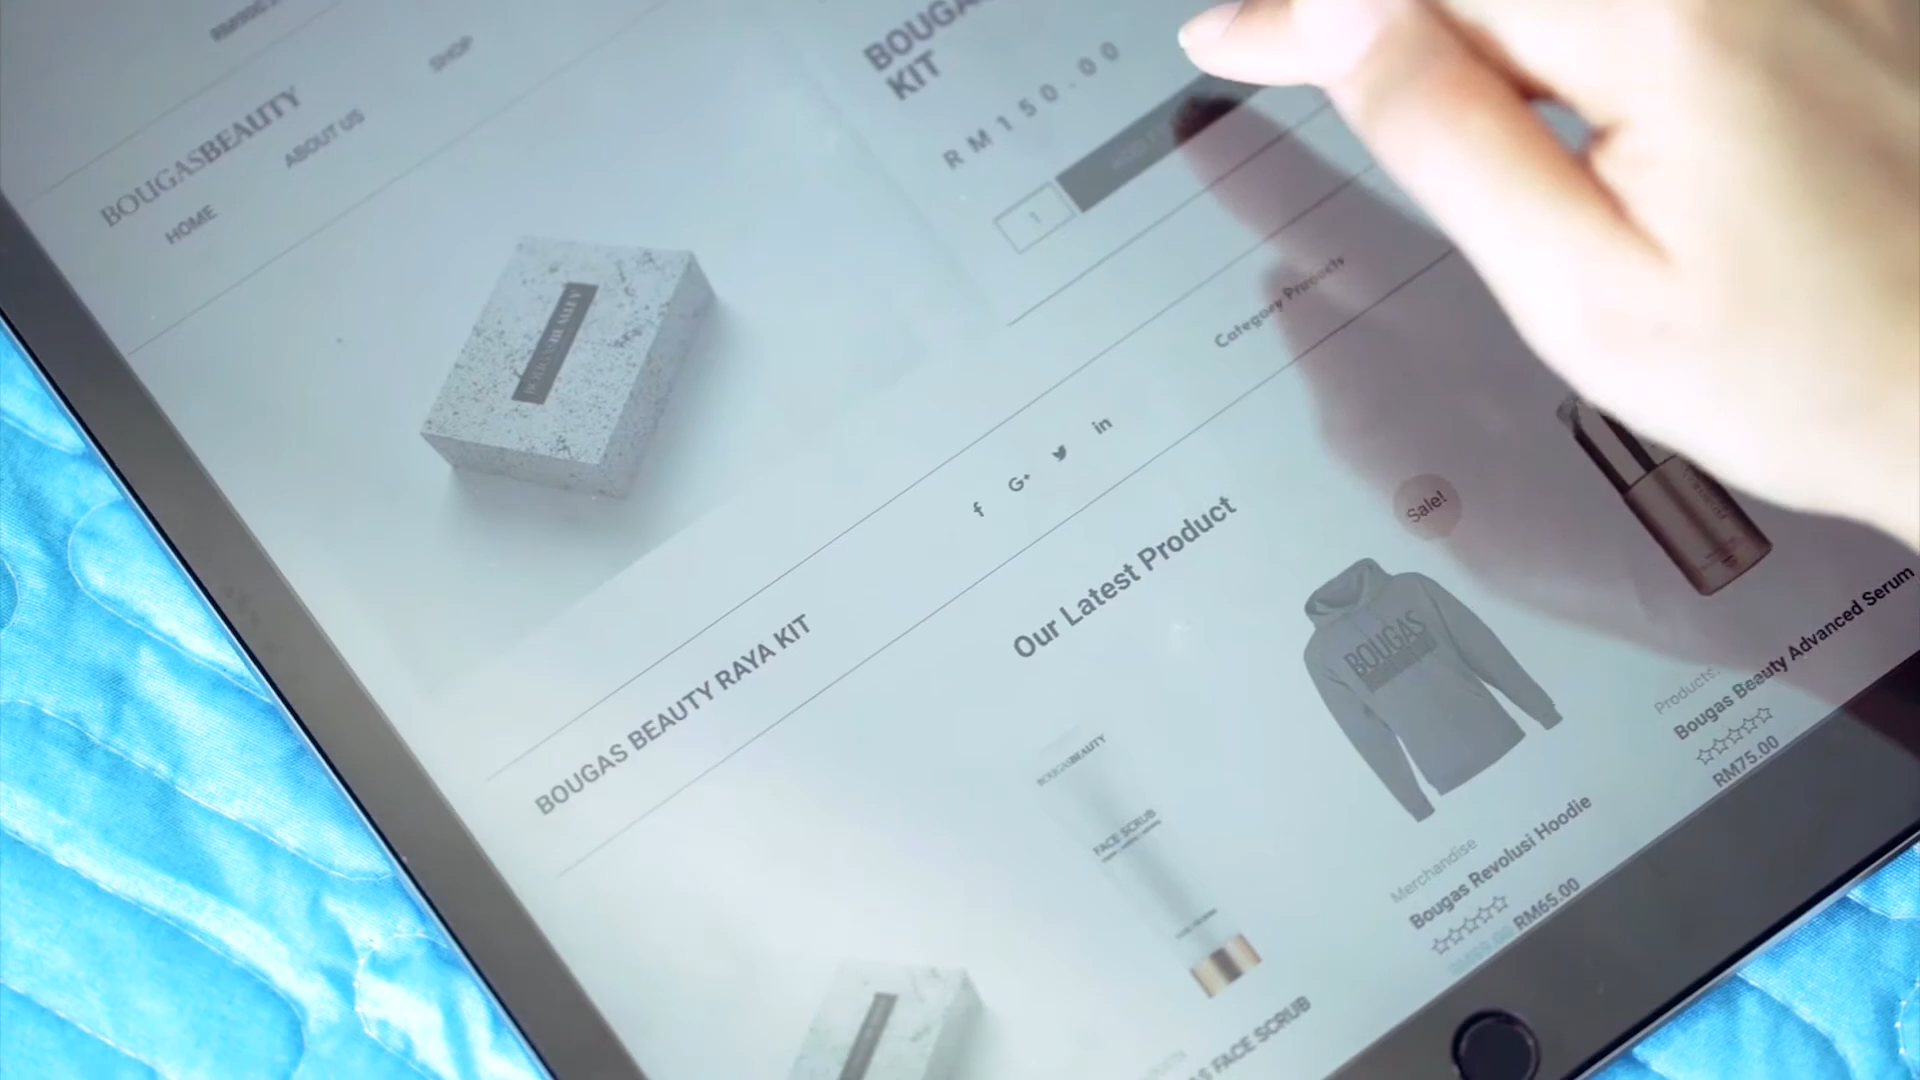 SHOP
BOUGASBEAUTY
ABOUT US
HOME
KIT
RM150.00
1
BOUGASBEAUTY
Category Products
f G+ in
BOUGAS BEAUTY RAYA KIT
Our Latest Product
Sale!
BOUGASBEAUTY
FACE SCRUB
BOUGAS
Products
Bougas Beauty Advanced Serum
RM75.00
Merchandise
Bougas Revolusi Hoodie
RM65.00
FACE SCRUB